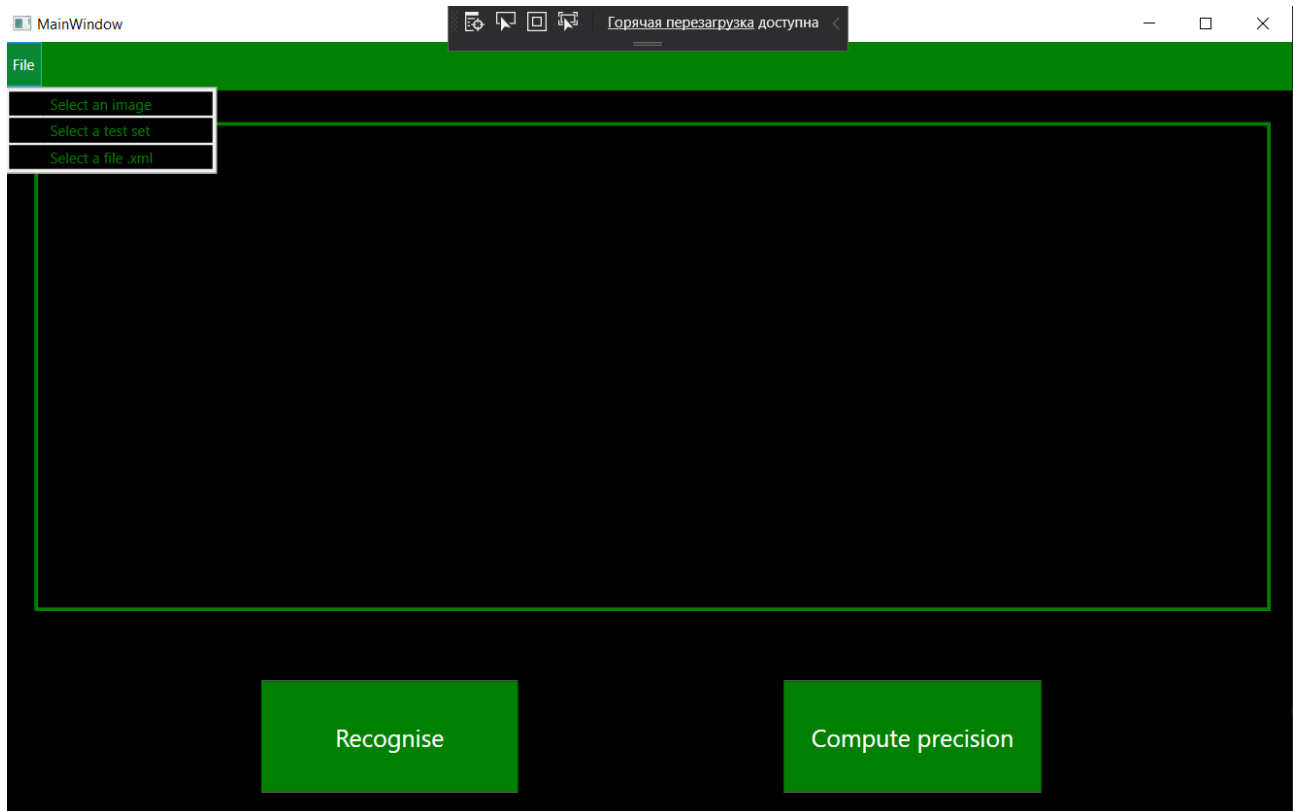 MainWindow
Горячая перезагрузка доступна
File
Select an image
Select a test set
Select a file .xml
Recognise
Compute precision